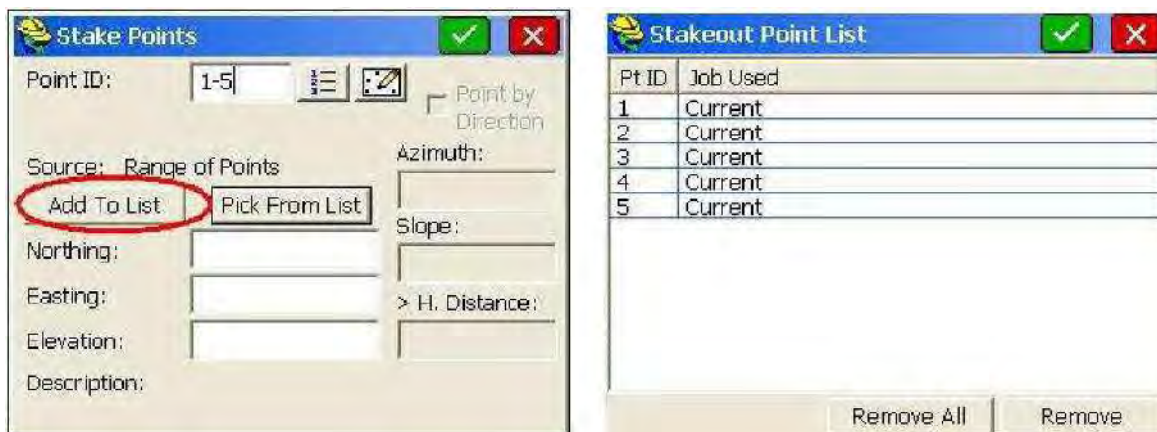 Stake Points
Point ID: 1-5
Point by
Direction
Azimuth:
Source: Range of Points
Add To List Pick From List
Slope:
Northing:
Easting:
> H. Distance:
Elevation:
Description:
Stakeout Point List
Pt ID Job Used
1 Current
2 Current
3 Current
4 Current
5 Current
Remove All Remove